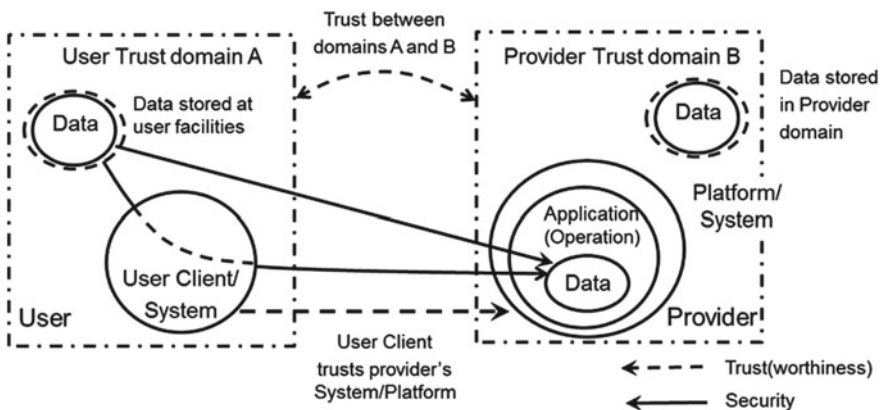 Trust between
domains A and B
User Trust domain A
Data
Data stored at
user facilities
User Client/
System
User
User Client
trusts provider's
System/Platform
Provider Trust domain B
Data
Data stored
in Provider
domain
Platform/
System
Application
(Operation)
Data
Provider
Trust(worthiness)
Security